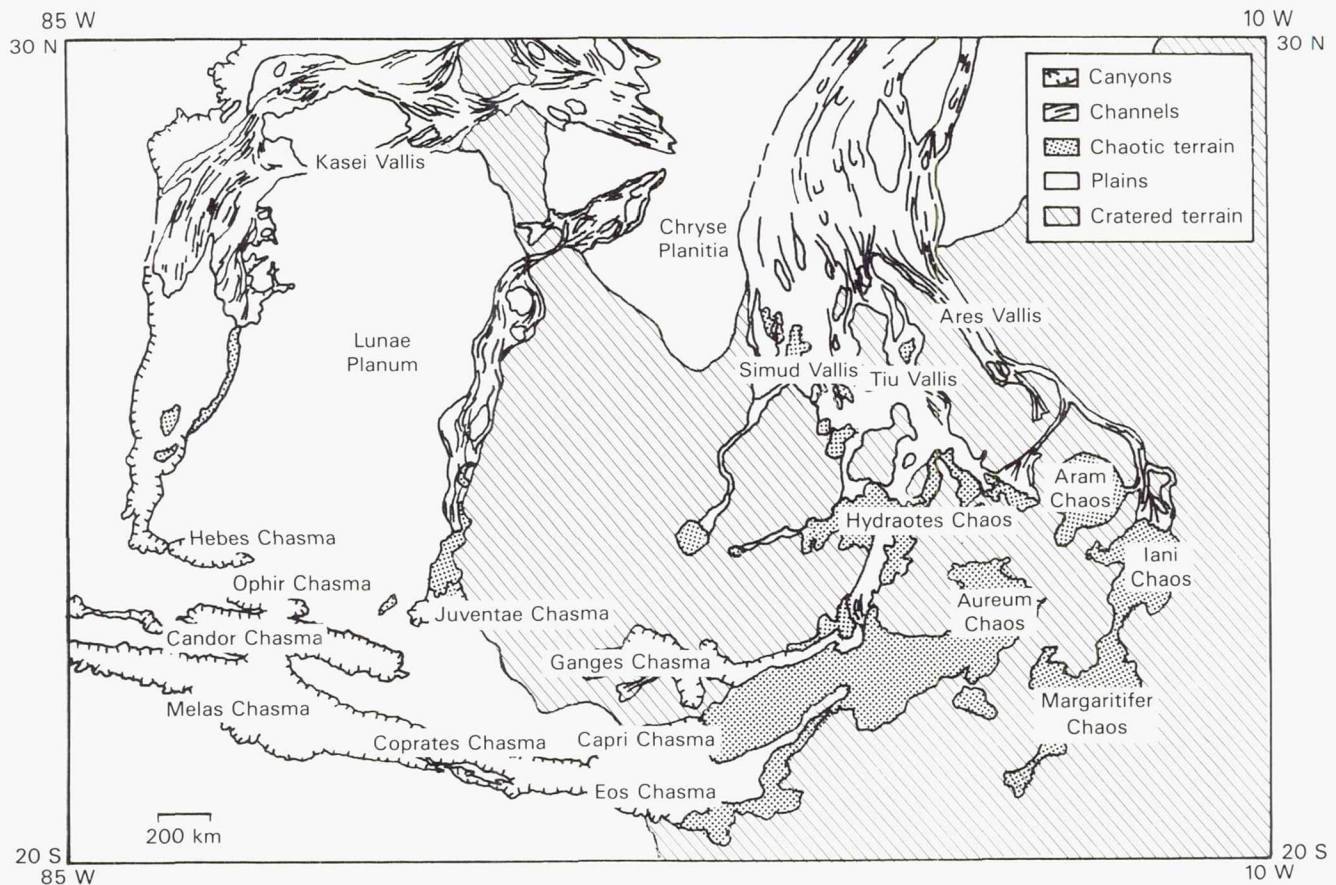 85 W
10 W
30 N
30 N
Canyons
Channels
Chaotic terrain
Plains
Cratered terrain
Kasei Vallis
Chryse
Planitia
Ares Vallis
Lunae
Planum
Simud Vallis
Tiu Vallis
Aram
Chaos
Hydraotes Chaos
Hebes Chasma
Iani
Chaos
Ophir Chasma
Aureum
Chaos
Juventae Chasma
Candor Chasma
Ganges Chasma
Margaritifer
Chaos
Melas Chasma
Coprates Chasma
Capri Chasma
Eos Chasma
200 km
20 S
20 S
85 W
10 W